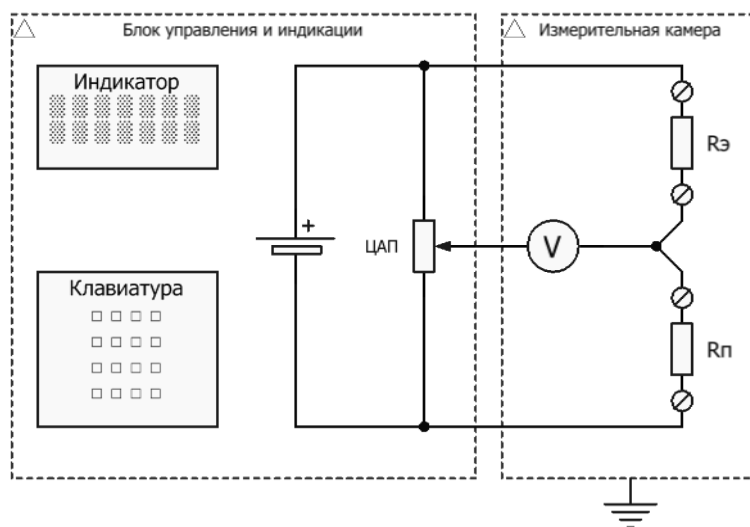 Блок управления и индикации
Измерительная камера
Индикатор
Rэ
+
ЦАП
V
Клавиатура
Rп